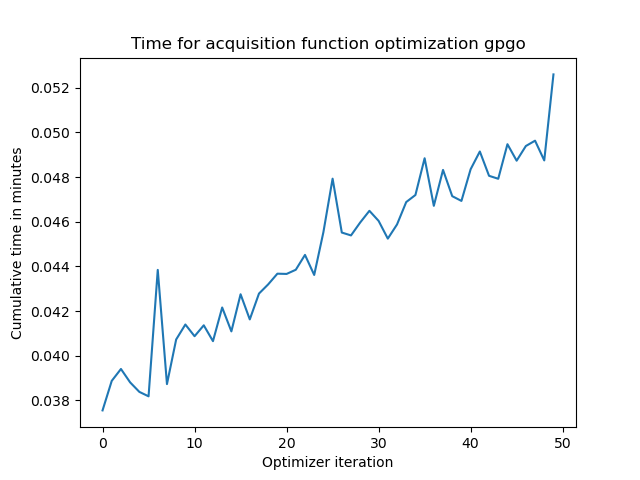 Time for acquisition function optimization gpgo
0.052
0.050
0.048
0.046
0.044
0.042
0.040
0.038
Cumulative time in minutes
0 10 20 30 40 50
Optimizer iteration